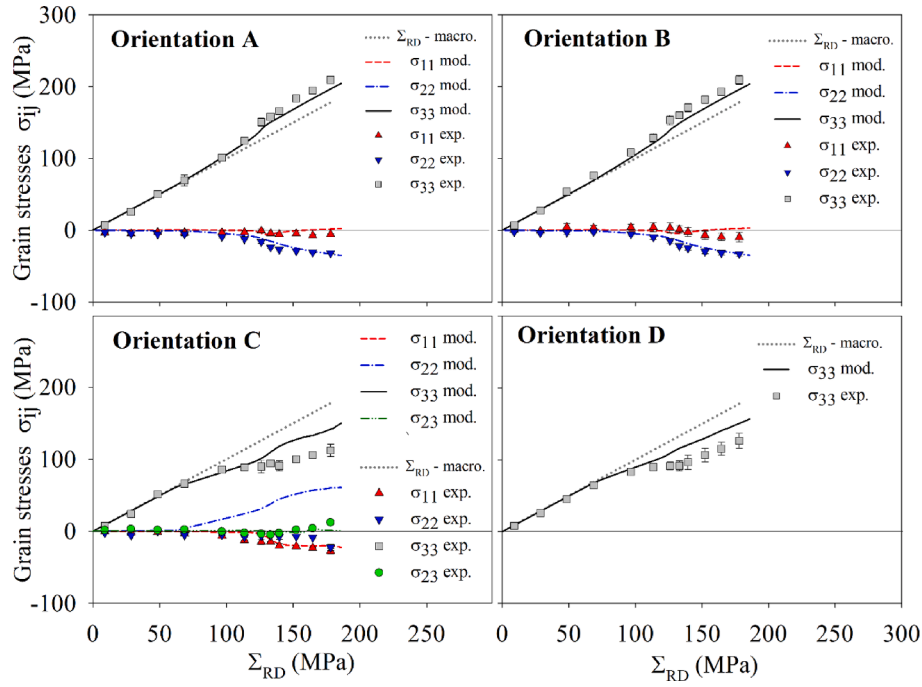 Grain stresses σij (MPa)
300
200
100
0
-100
Orientation A
Σ_RD - macro.
σ11 mod.
σ22 mod.
σ33 mod.
σ11 exp.
σ22 exp.
σ33 exp.
Orientation B
Σ_RD - macro.
σ11 mod.
σ22 mod.
σ33 mod.
σ11 exp.
σ22 exp.
σ33 exp.
Grain stresses σij (MPa)
200
100
0
-100
Orientation C
σ11 mod.
σ22 mod.
σ33 mod.
σ23 mod.
Σ_RD - macro.
σ11 exp.
σ22 exp.
σ33 exp.
σ23 exp.
Orientation D
Σ_RD - macro.
σ33 mod.
σ33 exp.
0 50 100 150 200 250 0 50 100 150 200 250 300
Σ_RD (MPa)
Σ_RD (MPa)